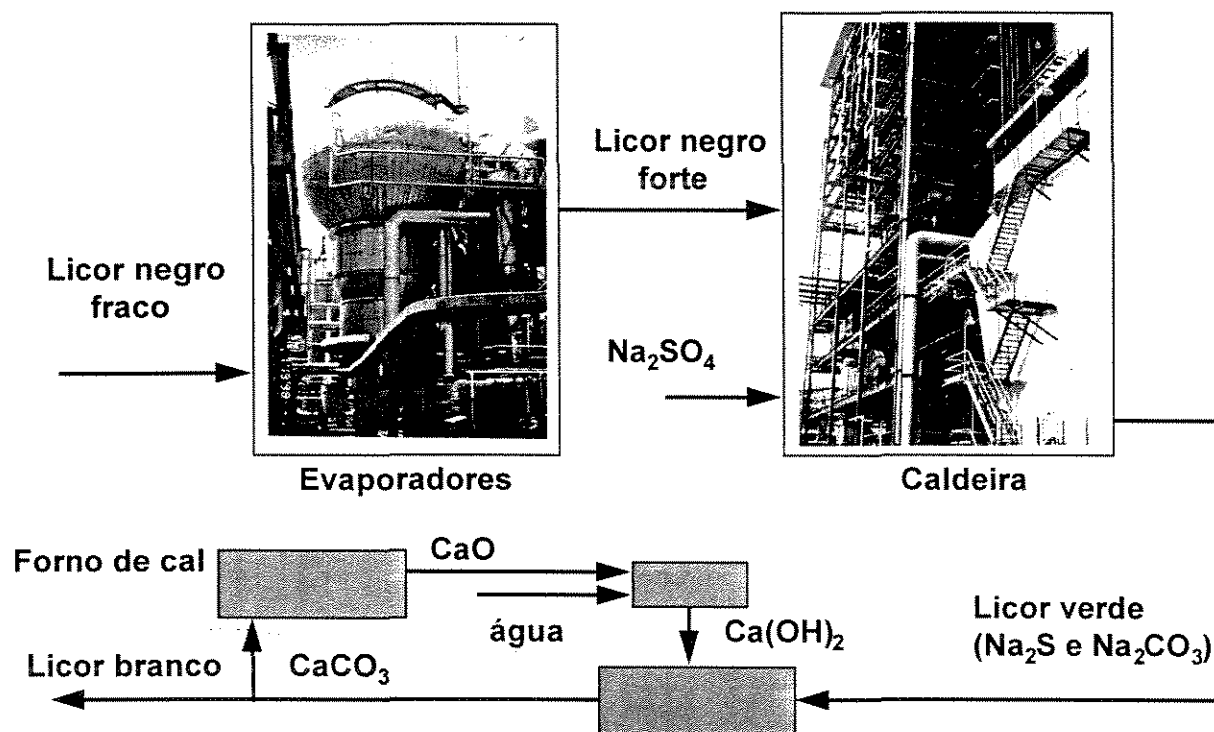 Licor negro
forte
Licor negro
fraco
Na₂SO₄
Evaporadores
Caldeira
Forno de cal
CaO
água
Ca(OH)₂
Licor verde
(Na₂S e Na₂CO₃)
Licor branco
CaCO₃